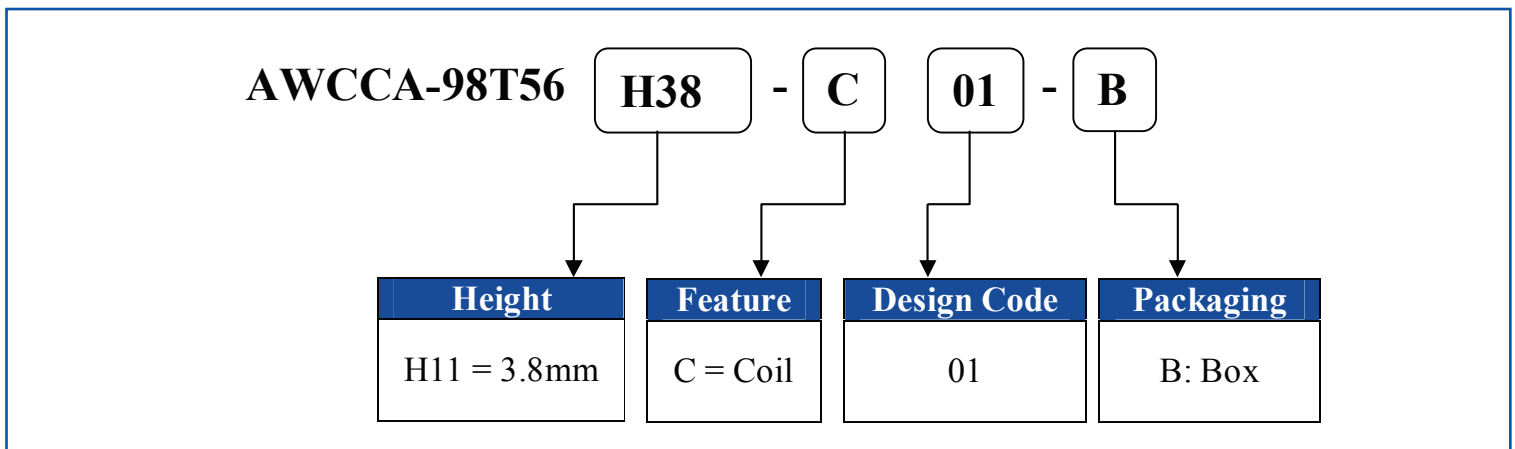 AWCCA-98T56 H38 - C 01 - B
Height Feature Design Code Packaging
H11 = 3.8mm C = Coil 01 B: Box